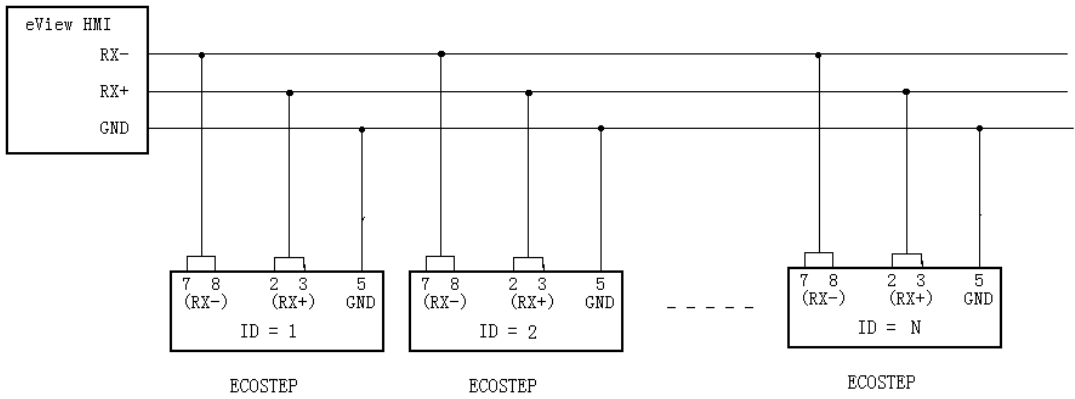 eView HMI
RX-
RX+
GND
7 8 2 3 5
(RX-) (RX+) GND
ID = 1
ECOSTEP
7 8 2 3 5
(RX-) (RX+) GND
ID = 2
ECOSTEP
7 8 2 3 5
(RX-) (RX+) GND
ID = N
ECOSTEP